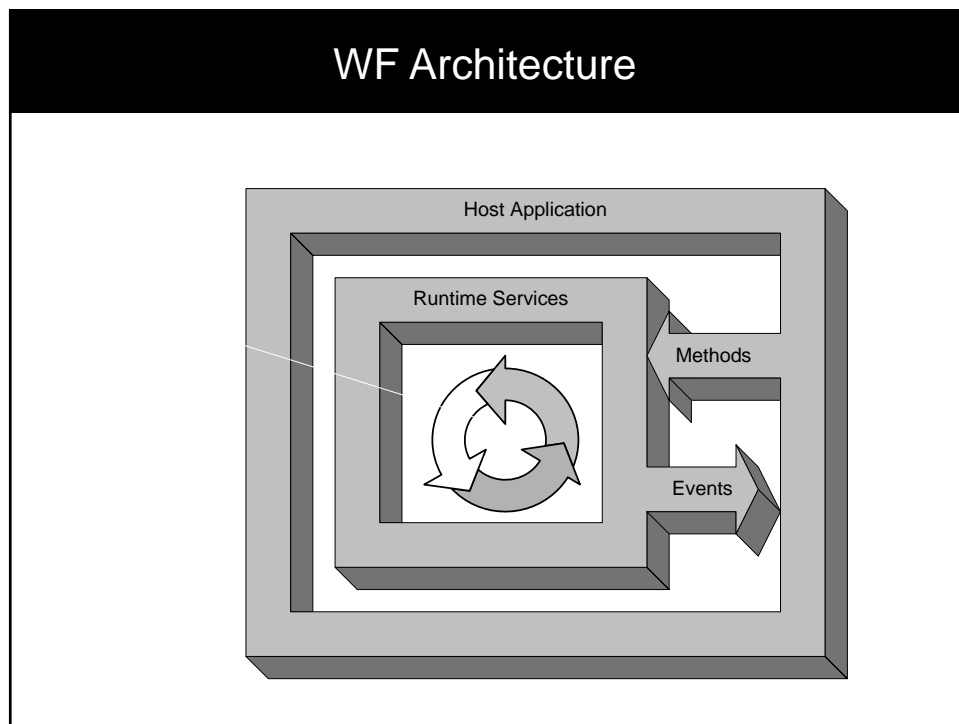 WF Architecture
Host Application
Runtime Services
Methods
Events